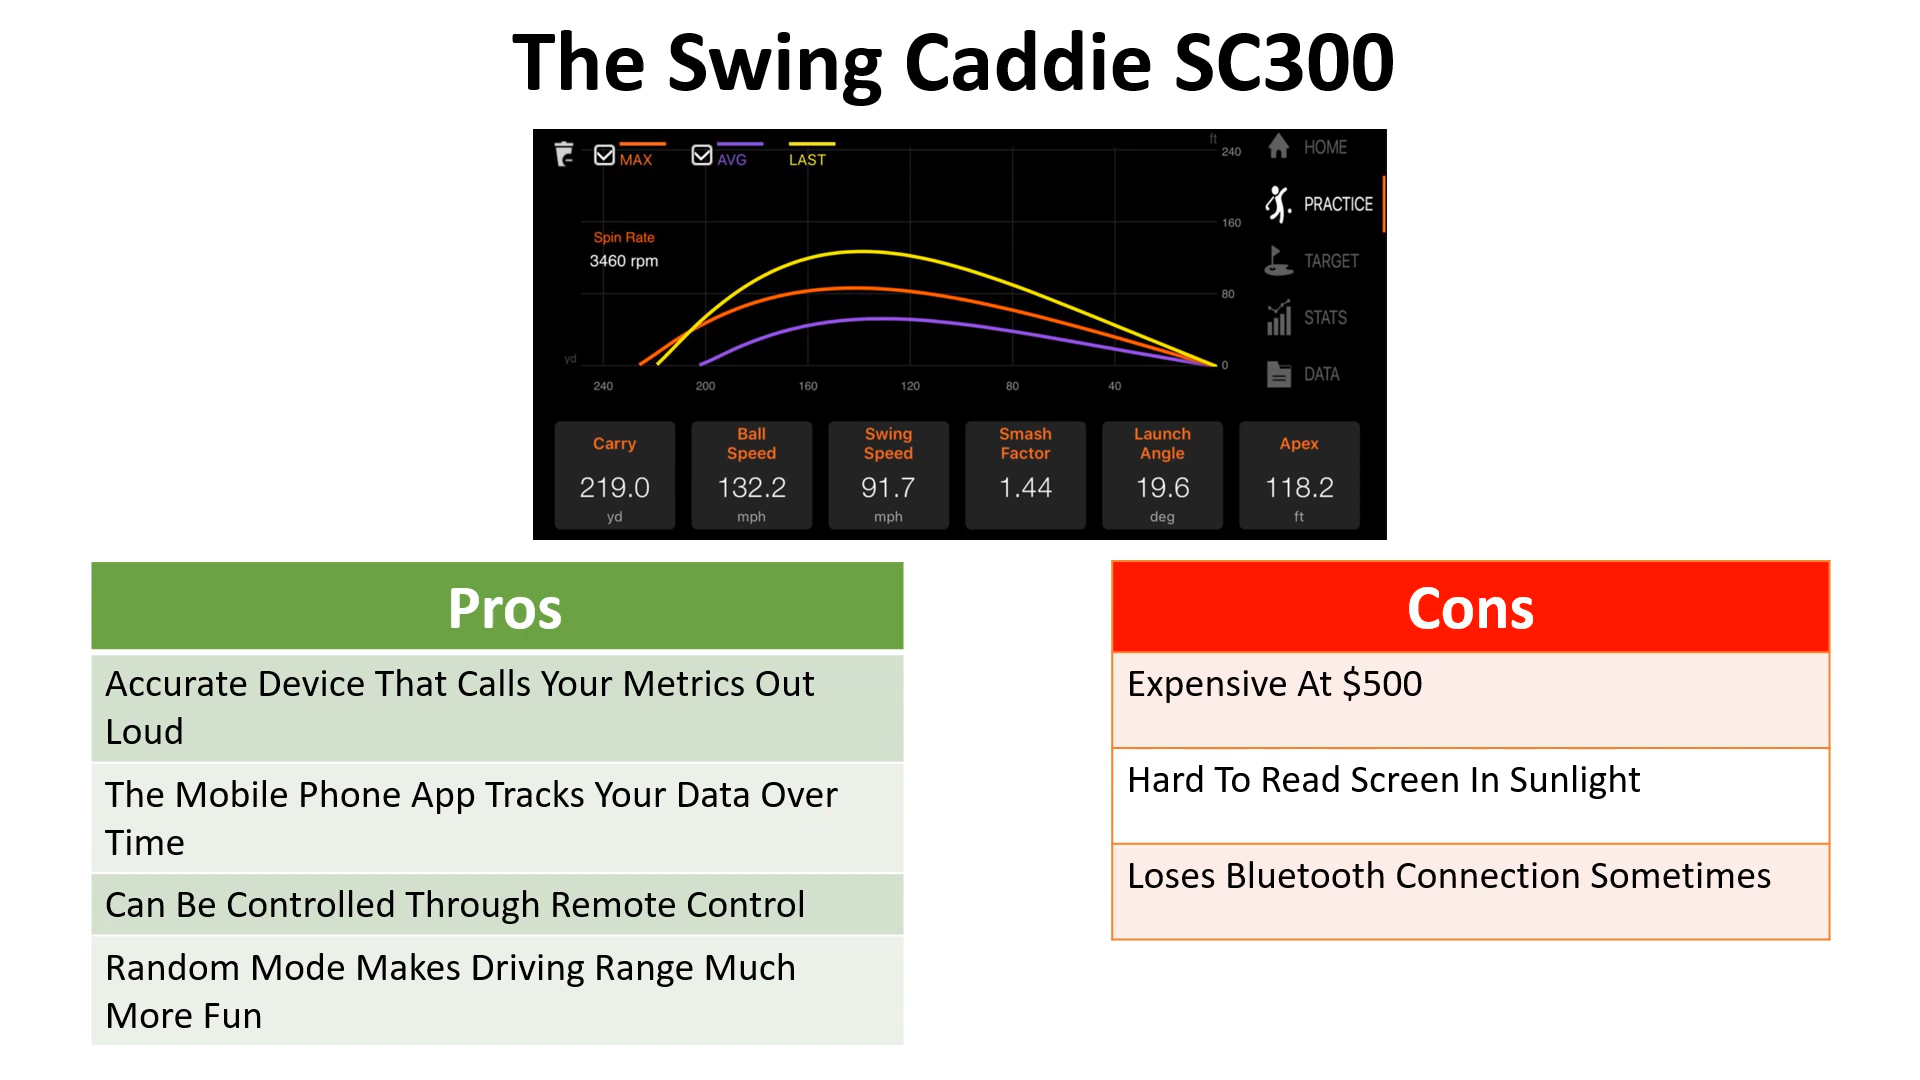 The Swing Caddie SC300
MAX AVG LAST
ft
240
HOME
PRACTICE
160
Spin Rate
3460 rpm
TARGET
80
STATS
yd
0
240 200 160 120 80 40
DATA
Carry
219.0
yd
Ball
Speed
132.2
mph
Swing
Speed
91.7
mph
Smash
Factor
1.44
Launch
Angle
19.6
deg
Apex
118.2
ft
Pros
Accurate Device That Calls Your Metrics Out
Loud
The Mobile Phone App Tracks Your Data Over
Time
Can Be Controlled Through Remote Control
Random Mode Makes Driving Range Much
More Fun
Cons
Expensive At $500
Hard To Read Screen In Sunlight
Loses Bluetooth Connection Sometimes